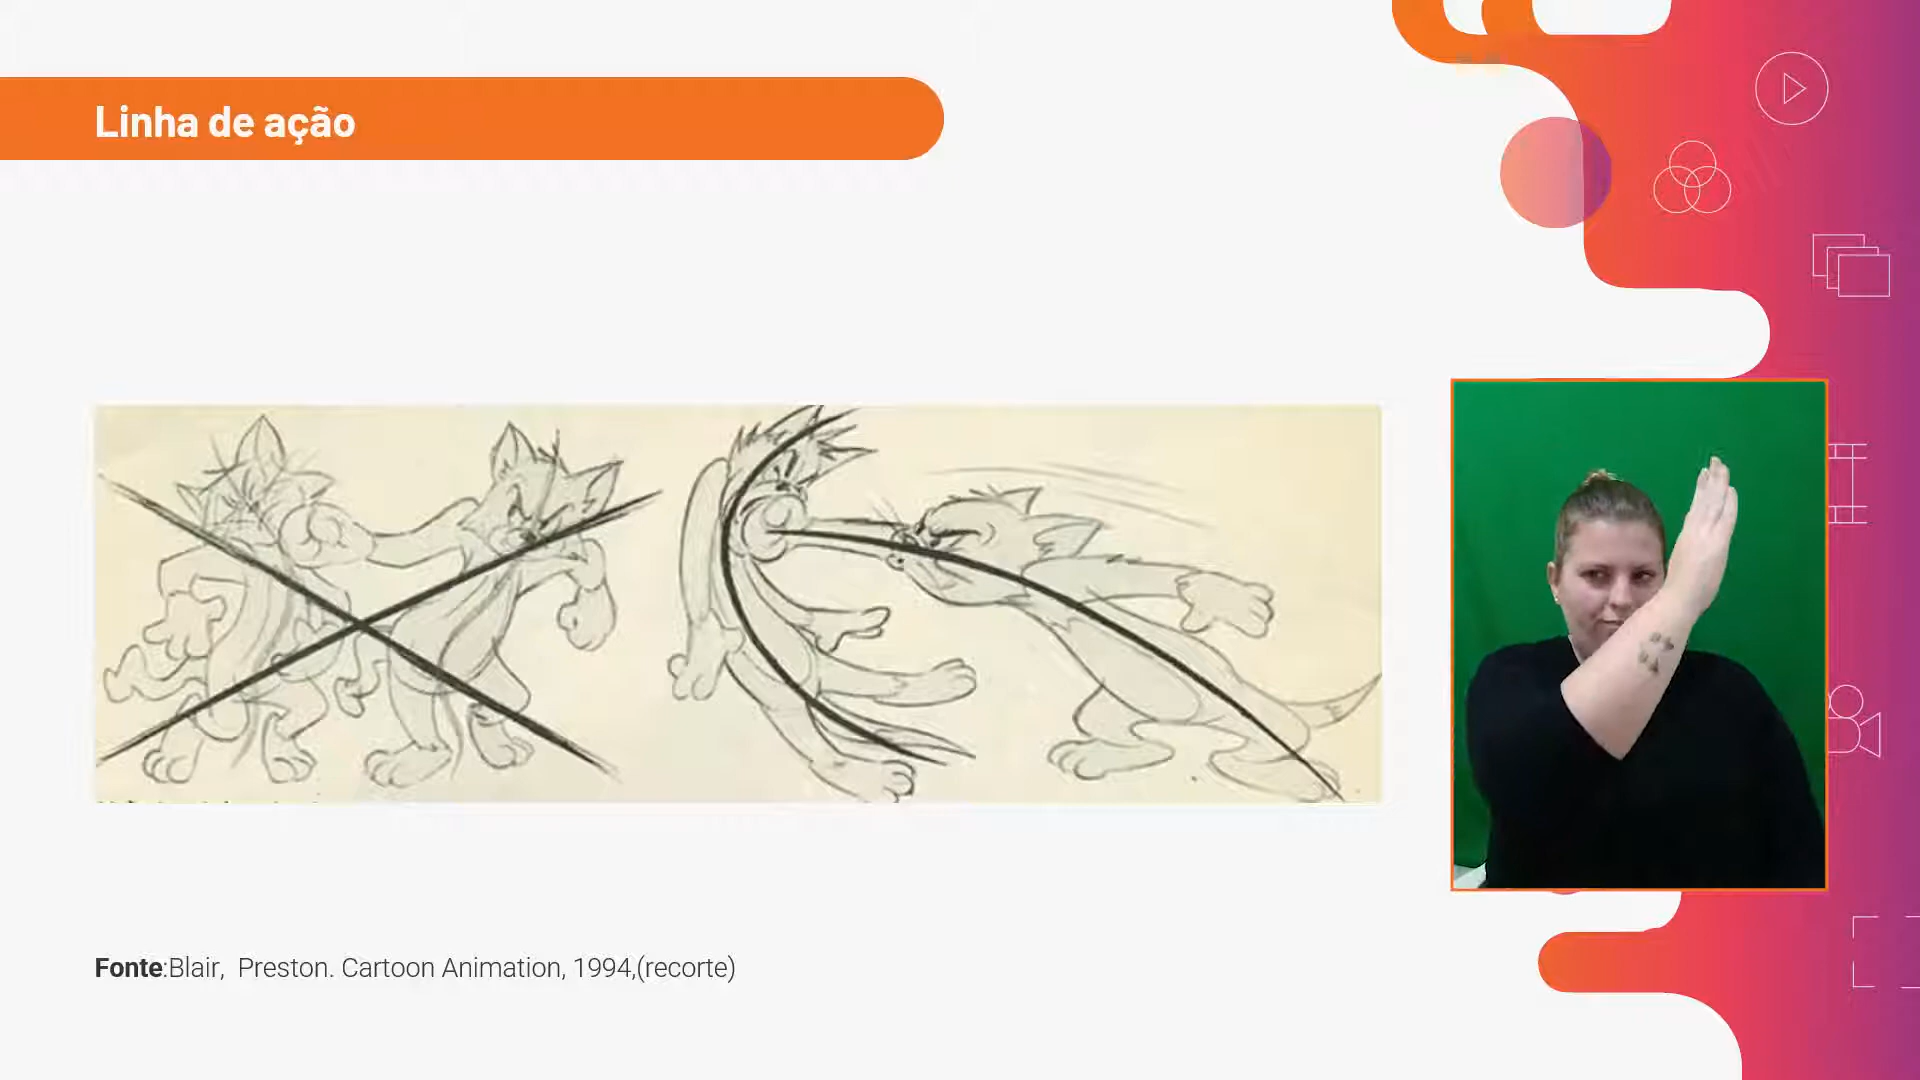 Linha de ação
Fonte:Blair, Preston. Cartoon Animation, 1994,(recorte)